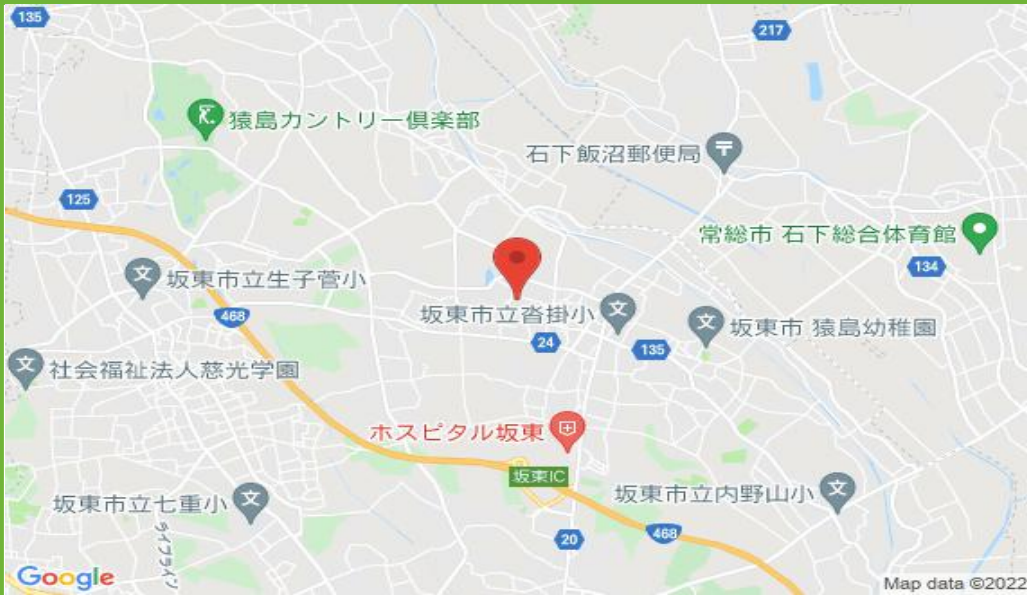 135
217
猿島カントリー倶楽部
石下飯沼郵便局
125
常総市 石下総合体育館
134
坂東市立生子菅小
468
坂東市立沓掛小
坂東市 猿島幼稚園
24
135
社会福祉法人慈光学園
ホスピタル坂東
坂東IC
坂東市立七重小
坂東市立内野山小
ライフライン
20
468
Google
Map data ©2022